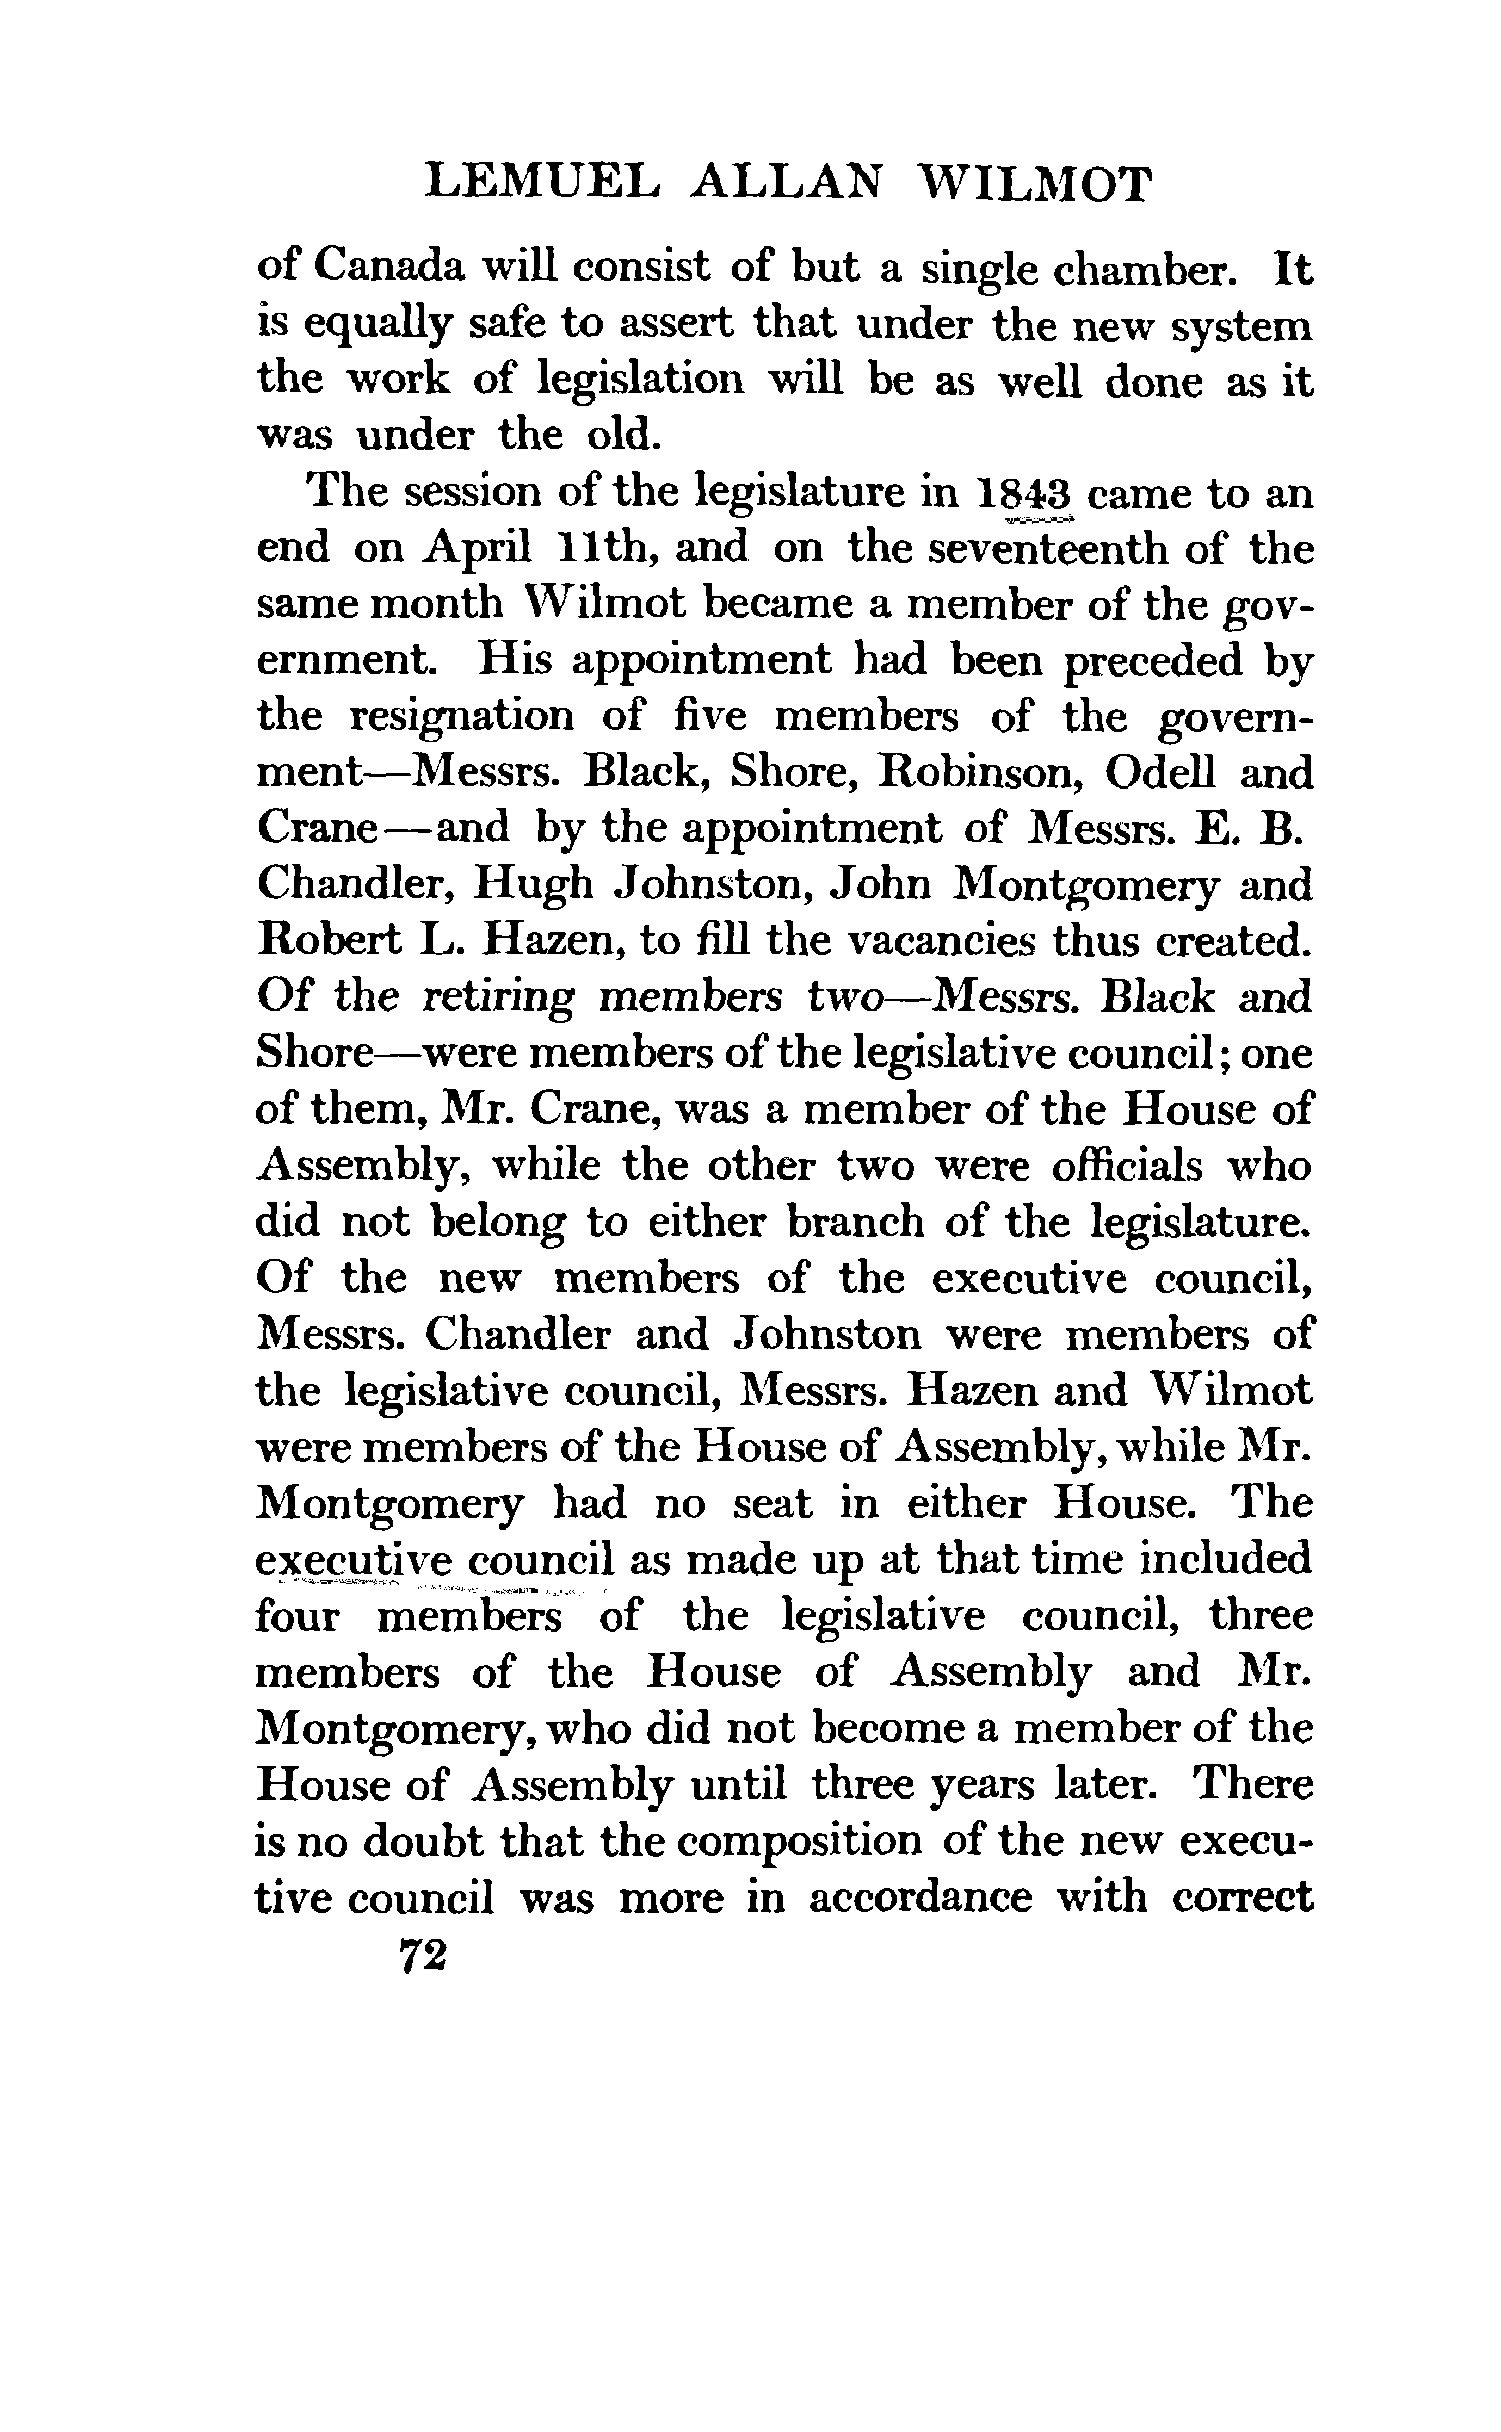 LEMUEL ALLAN WILMOT
of Canada will consist of but a single chamber. It
is equally safe to assert that under the new system
the work of legislation will be as well done as it
was under the old.
The session of the legislature in 1843 came to an
end on April 11th, and on the seventeenth of the
same month Wilmot became a member of the gov-
ernment. His appointment had been preceded by
the resignation of five members of the govern-
ment—Messrs. Black, Shore, Robinson, Odell and
Crane—and by the appointment of Messrs. E. B.
Chandler, Hugh Johnston, John Montgomery and
Robert L. Hazen, to fill the vacancies thus created.
Of the retiring members two—Messrs. Black and
Shore—were members of the legislative council; one
of them, Mr. Crane, was a member of the House of
Assembly, while the other two were officials who
did not belong to either branch of the legislature.
Of the new members of the executive council,
Messrs. Chandler and Johnston were members of
the legislative council, Messrs. Hazen and Wilmot
were members of the House of Assembly, while Mr.
Montgomery had no seat in either House. The
executive council as made up at that time included
four members of the legislative council, three
members of the House of Assembly and Mr.
Montgomery, who did not become a member of the
House of Assembly until three years later. There
is no doubt that the composition of the new execu-
tive council was more in accordance with correct
72